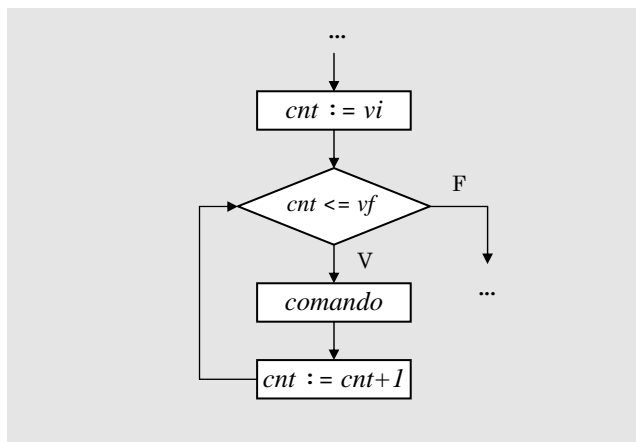 ...
cnt := vi
cnt <= vf
F
V
comando
...
cnt := cnt+1